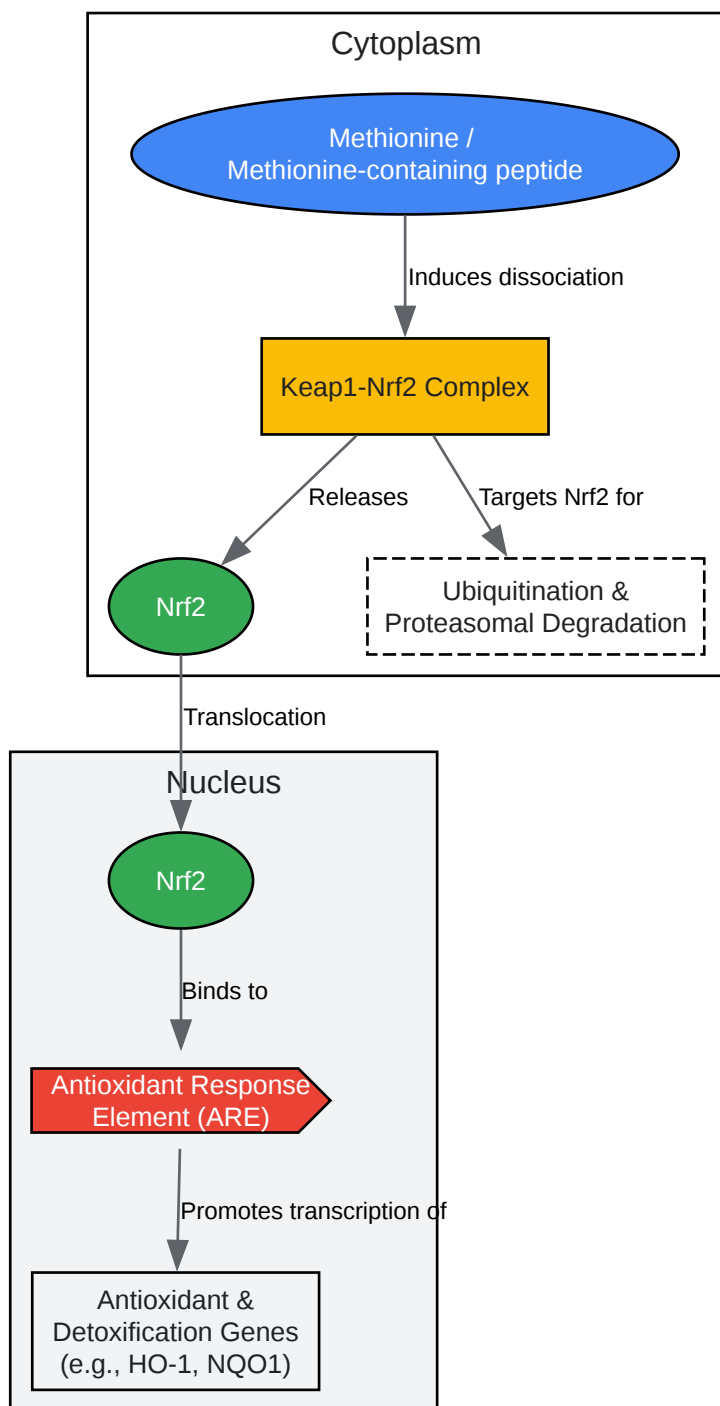 Cytoplasm
Methionine /
Methionine-containing peptide
Induces dissociation
Keap1-Nrf2 Complex
Releases
Targets Nrf2 for
Nrf2
Ubiquitination &
Proteasomal Degradation
Translocation
Nucleus
Nrf2
Binds to
Antioxidant Response
Element (ARE)
Promotes transcription of
Antioxidant &
Detoxification Genes
(e.g., HO-1, NQO1)